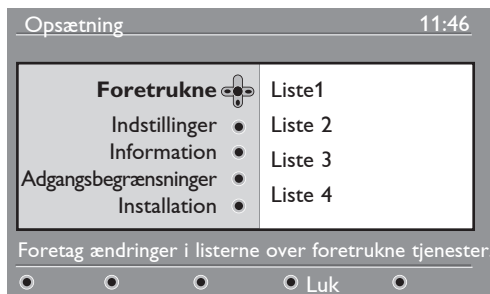 Opsætning 11:46
Foretrukne Liste1
Indstillinger Liste 2
Information Liste 3
Adgangsbegrænsninger
Installation Liste 4
Foretag ændringer i listerne over foretrukne tjenester
Luk